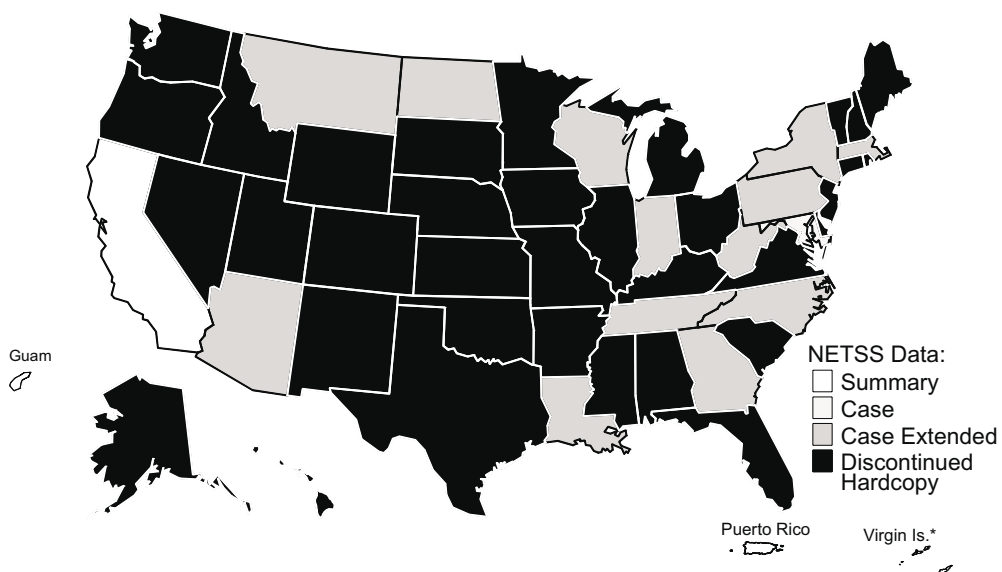 Guam
NETSS Data:
Summary
Case
Case Extended
Discontinued
Hardcopy
Puerto Rico
Virgin Is.*